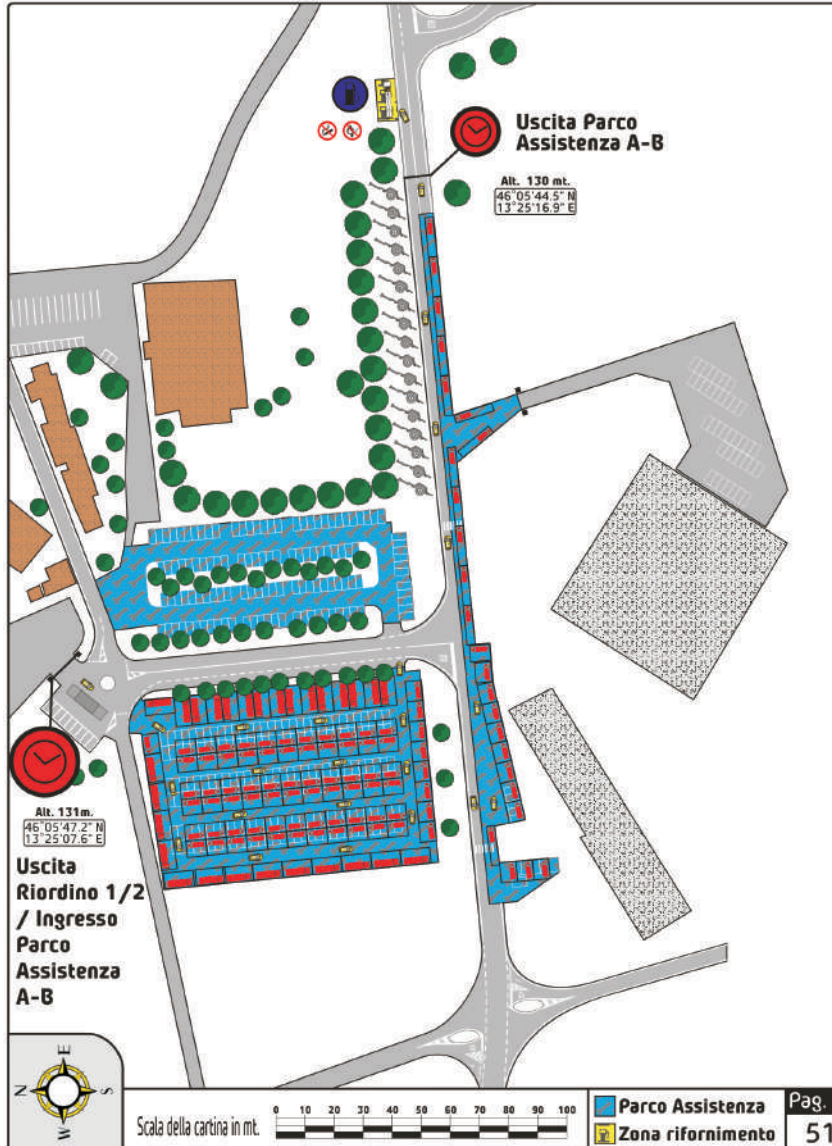 Uscita Parco
Assistenza A-B
Alt. 130 mt.
46°05'44.5" N
13°25'16.9" E
Alt. 131m.
46°05'47.2" N
13°25'07.6" E
Uscita
Riordino 1/2
/ Ingresso
Parco
Assistenza
A-B
N
E
S
W
Scala della cartina in mt.
0 10 20 30 40 50 60 70 80 90 100
Parco Assistenza
Zona rifornimento
Pag.
51